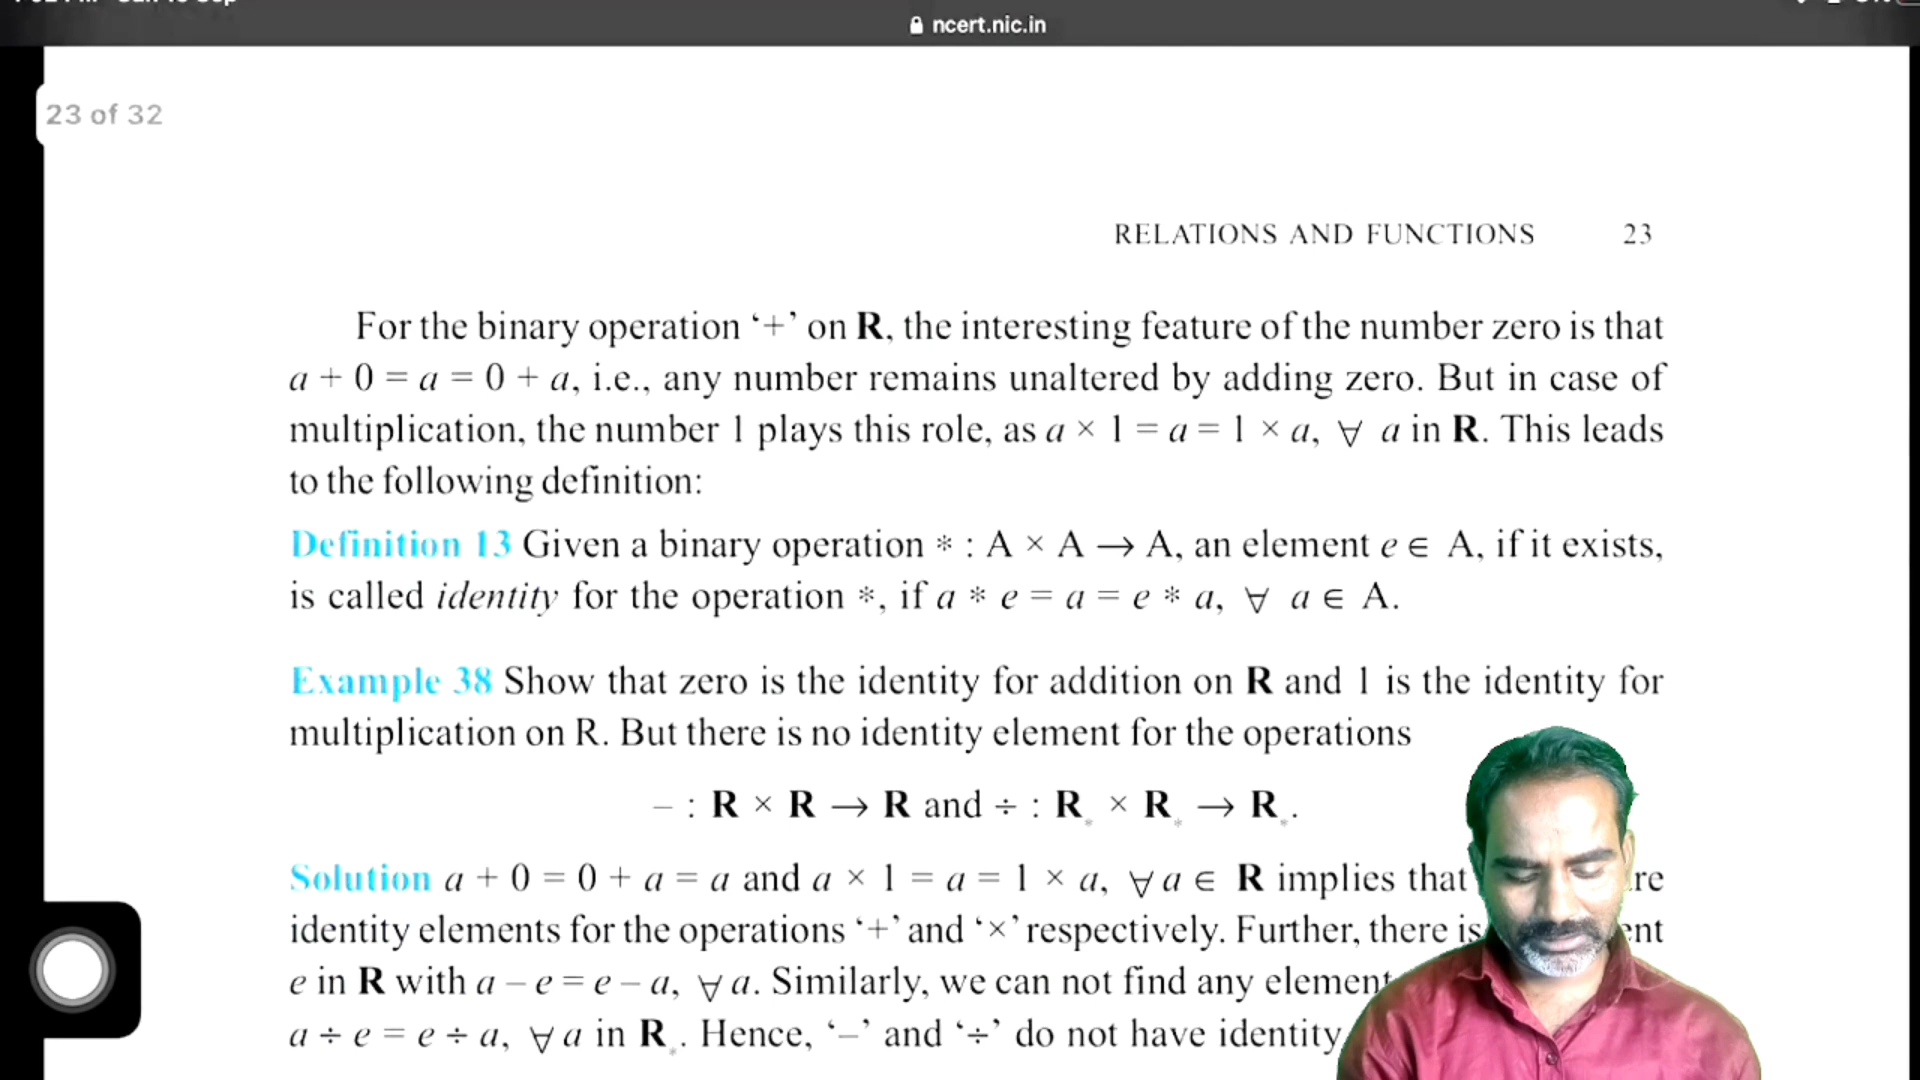 ncert.nic.in
23 of 32
RELATIONS AND FUNCTIONS 23
For the binary operation ‘+’ on R, the interesting feature of the number zero is that
a + 0 = a = 0 + a, i.e., any number remains unaltered by adding zero. But in case of
multiplication, the number 1 plays this role, as a × 1 = a = 1 × a, ∀ a in R. This leads
to the following definition:
Definition 13 Given a binary operation * : A × A → A, an element e ∈ A, if it exists,
is called identity for the operation *, if a * e = a = e * a, ∀ a ∈ A.
Example 38 Show that zero is the identity for addition on R and 1 is the identity for
multiplication on R. But there is no identity element for the operations
– : R × R → R and ÷ : R* × R* → R*.
Solution a + 0 = 0 + a = a and a × 1 = a = 1 × a, ∀ a ∈ R implies that
identity elements for the operations ‘+’ and ‘×’ respectively. Further, there is
e in R with a – e = e – a, ∀ a. Similarly, we can not find any element
a ÷ e = e ÷ a, ∀ a in R*. Hence, ‘–’ and ‘÷’ do not have identity